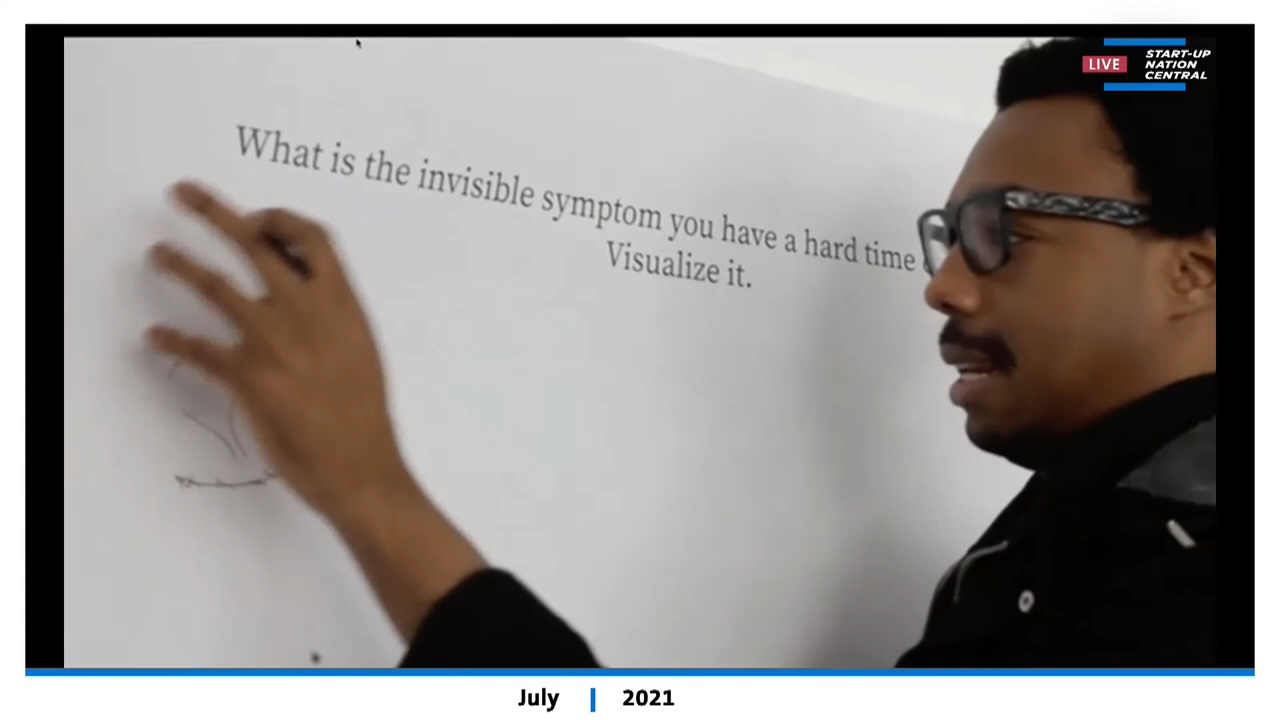 LIVE
START-UP
NATION
CENTRAL
What is the invisible symptom you have a hard time
Visualize it.
July | 2021